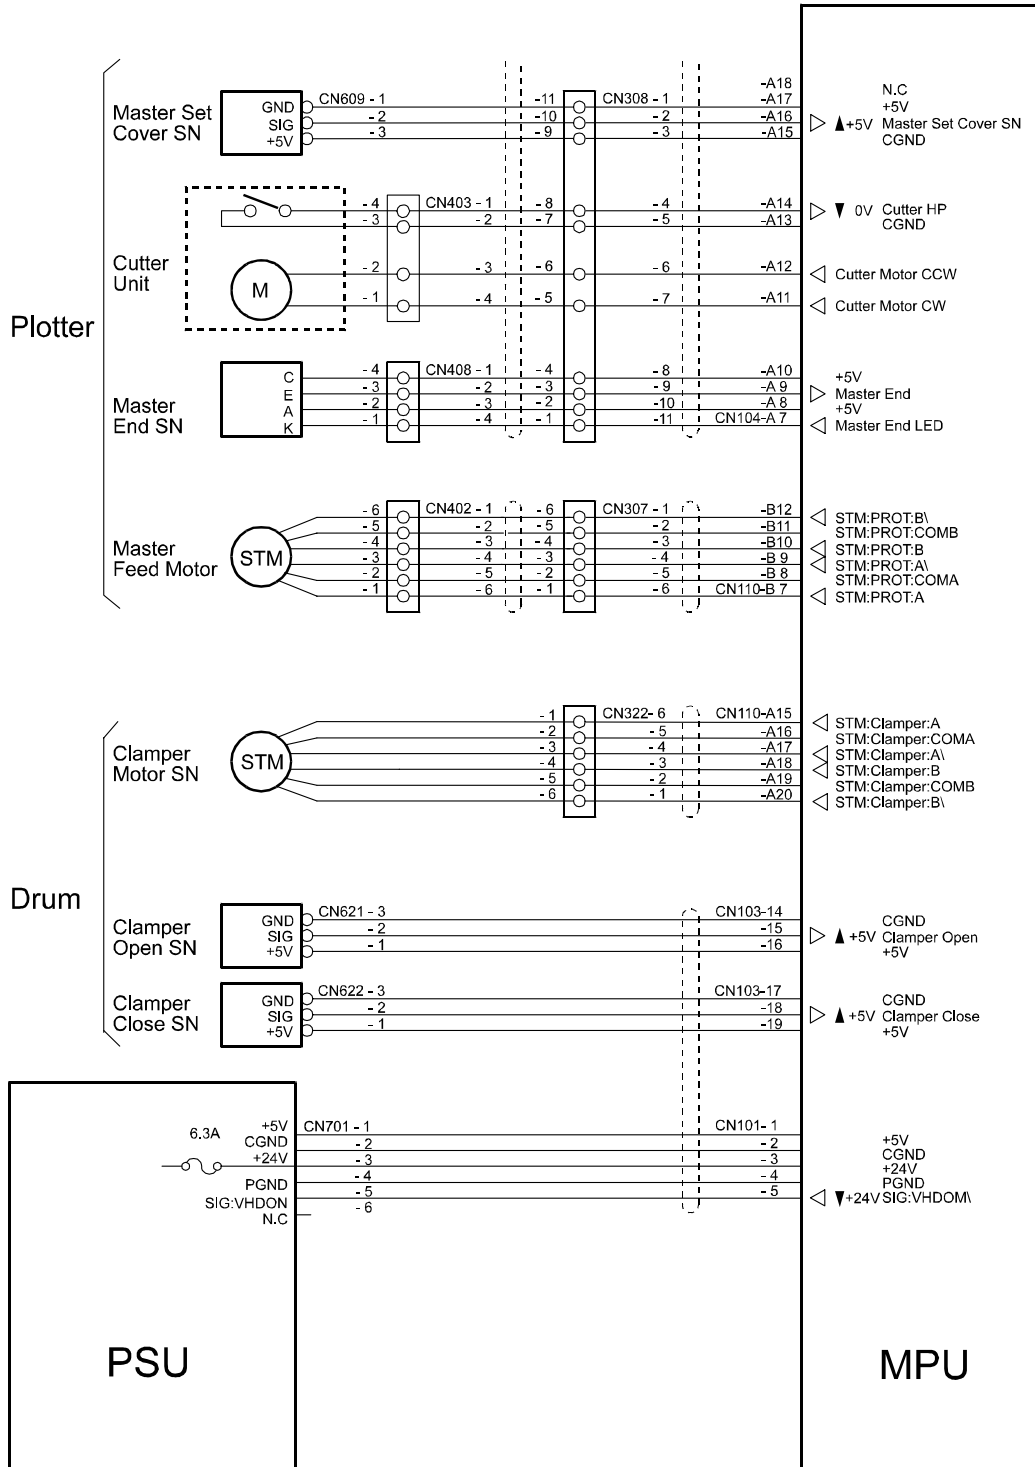 -A18 N.C
Master Set Cover SN
GND CN609 - 1 -11 CN308 - 1 -A17 +5V
SIG - 2 -10 - 2 -A16 +5V Master Set Cover SN
+5V - 3 - 9 - 3 -A15 CGND
- 4 CN403 - 1 - 8 - 4 -A14 0V Cutter HP
- 3 - 2 - 7 - 5 -A13 CGND
Cutter
Unit
- 2 - 3 - 6 - 6 -A12 Cutter Motor CCW
M
- 1 - 4 - 5 - 7 -A11 Cutter Motor CW
Plotter
C - 4 CN408 - 1 - 4 - 8 -A10 +5V
E - 3 - 2 - 3 - 9 -A 9 Master End
A - 2 - 3 - 2 -10 -A 8 +5V
K - 1 - 4 - 1 -11 CN104-A 7 Master End LED
Master
End SN
- 6 CN402 - 1 - 6 CN307 - 1 -B12 STM:PROT:B\
- 5 - 2 - 5 - 2 -B11 STM:PROT:COMB
- 4 - 3 - 4 - 3 -B10 STM:PROT:B
- 3 - 4 - 3 - 4 -B 9 STM:PROT:A\
- 2 - 5 - 2 - 5 -B 8 STM:PROT:COMA
- 1 - 6 - 1 - 6 CN110-B 7 STM:PROT:A
Master
Feed Motor
STM
- 1 CN322- 6 CN110-A15 STM:Clamper:A
- 2 - 5 -A16 STM:Clamper:COMA
- 3 - 4 -A17 STM:Clamper:A\
- 4 - 3 -A18 STM:Clamper:B
- 5 - 2 -A19 STM:Clamper:COMB
- 6 - 1 -A20 STM:Clamper:B\
Clamper
Motor SN
STM
Drum
Clamper
Open SN
GND CN621 - 3 CN103-14 CGND
SIG - 2 -15 +5V Clamper Open
+5V - 1 -16 +5V
Clamper
Close SN
GND CN622 - 3 CN103-17 CGND
SIG - 2 -18 +5V Clamper Close
+5V - 1 -19 +5V
6.3A
+5V CN701 - 1 CN101- 1 +5V
CGND - 2 - 2 CGND
+24V - 3 - 3 +24V
PGND - 4 - 4 PGND
SIG:VHDON - 5 - 5 +24V SIG:VHDOM\
N.C - 6
PSU
MPU